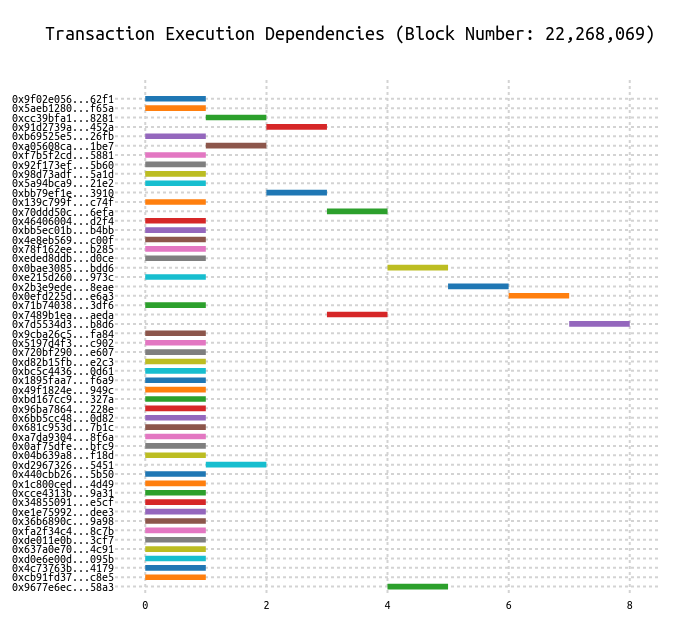 Transaction Execution Dependencies (Block Number: 22,268,069)
0x9f02e056...62f1
0x5aeb1280...f65a
0xcc39bfa1...8281
0x91d2739a...452a
0xb69525e5...26fb
0xa05608ca...1be7
0xf7b5f2cd...5881
0x92f173ef...5b60
0x98d73adf...5a1d
0x5a94bca9...21e2
0xbb79ef1e...3910
0x139c799f...c74f
0x70ddd50c...6efa
0x46406004...d2f4
0xbb5ec01b...b4bb
0x4e8eb569...c00f
0x78f162ee...b285
0xeded8ddb...d0ce
0x0bae3085...bdd6
0xe215d260...973c
0x2b3e9ede...8eae
0x0efd225d...e6a3
0x71b74038...3df6
0x7489b1ea...aeda
0x7d5534d3...b8d6
0x9cba26c5...fa84
0x5197d4f3...c902
0x720bf290...e607
0xd82b15fb...e2c3
0xbc5c4436...0d61
0x1895faa7...f6a9
0x49f1824e...949c
0xbd167cc9...327a
0x96ba7864...228e
0x6bb5cc48...0d82
0x681c953d...7b1c
0xa7da9304...8f6a
0x0af75dfe...bfc9
0x04b639a8...f18d
0xd2967326...5451
0x440cbb26...5b50
0x1c800ced...4d49
0xcce4313b...9a31
0x34855091...e5cf
0xe1e75992...dee3
0x36b6890c...9a98
0xfa2f34c4...8c7b
0xde011e0b...3cf7
0x637a0e70...4c91
0xd0e6e00d...095b
0x4c73763b...4179
0xcb91fd37...c8e5
0x9677e6ec...58a3
0 2 4 6 8